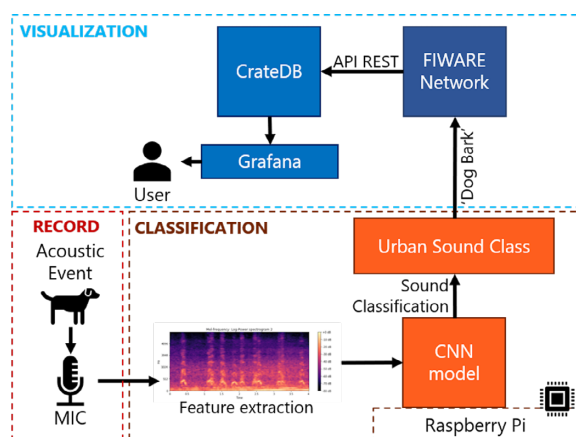 VISUALIZATION
CrateDB
API REST
FIWARE
Network
Grafana
User
'Dog Bark'
RECORD
Acoustic
Event
MIC
CLASSIFICATION
Urban Sound Class
Sound
Classification
CNN
model
Feature extraction
Raspberry Pi